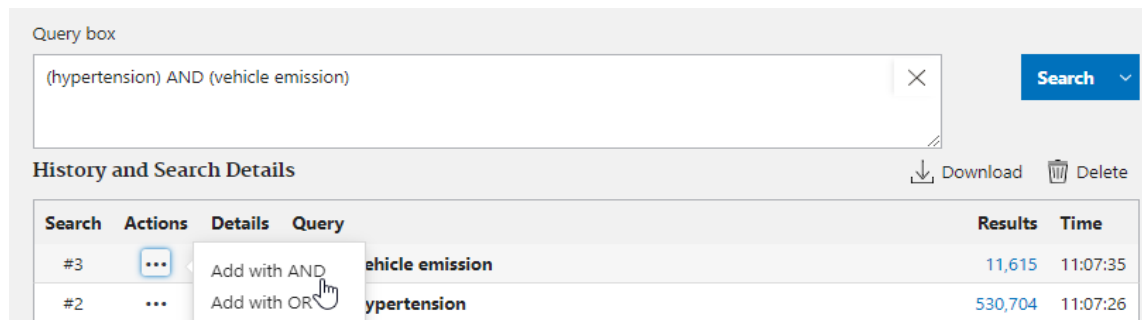 Query box
(hypertension) AND (vehicle emission)
Search
History and Search Details
Download Delete
Search Actions Details Query Results Time
#3 Add with AND emission 11,615 11:07:35
#2 Add with OR 530,704 11:07:26